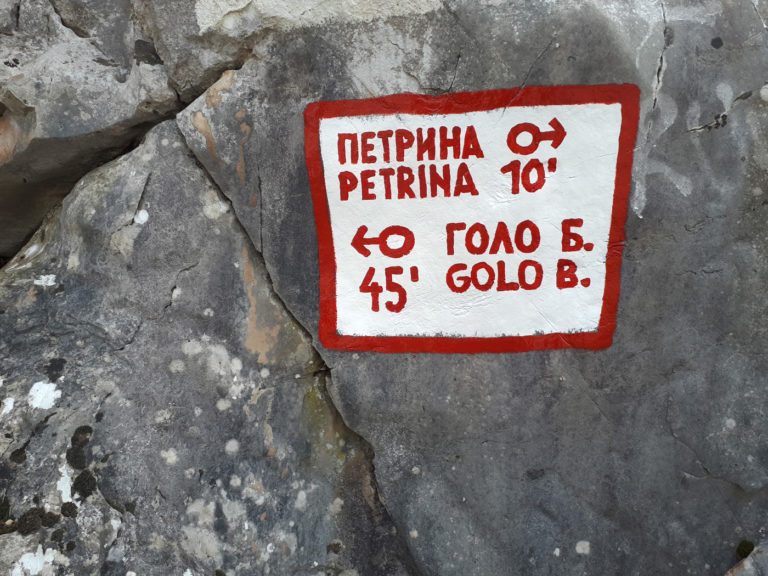 ПЕТРИНА
PETRINA 10'
ГОЛО Б.
45' GOLO B.